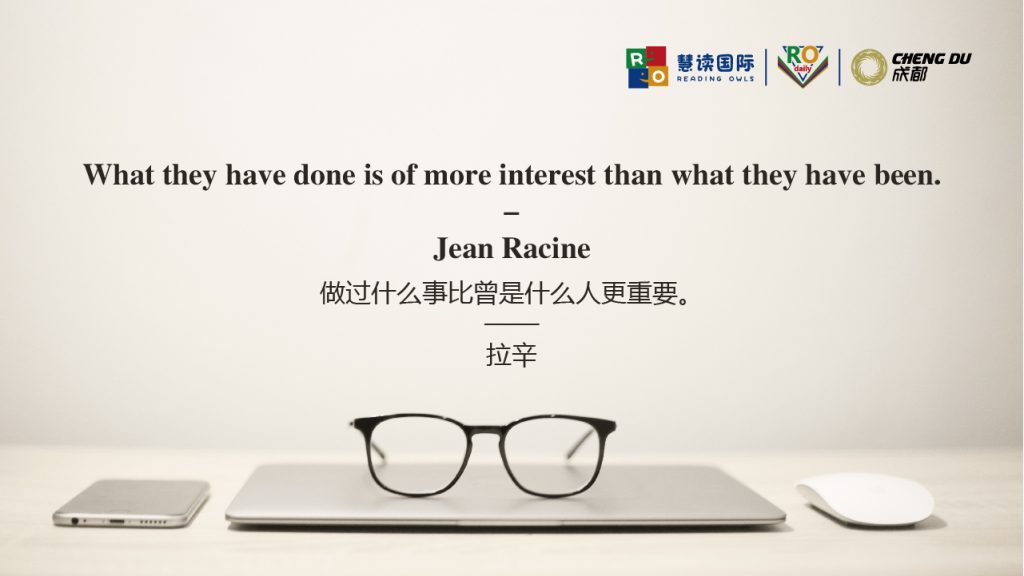 R
O
慧读国际
READING OWLS
RO
daily
CHENG DU
成都
What they have done is of more interest than what they have been.
–
Jean Racine
做过什么事比曾是什么人更重要。
——
拉辛